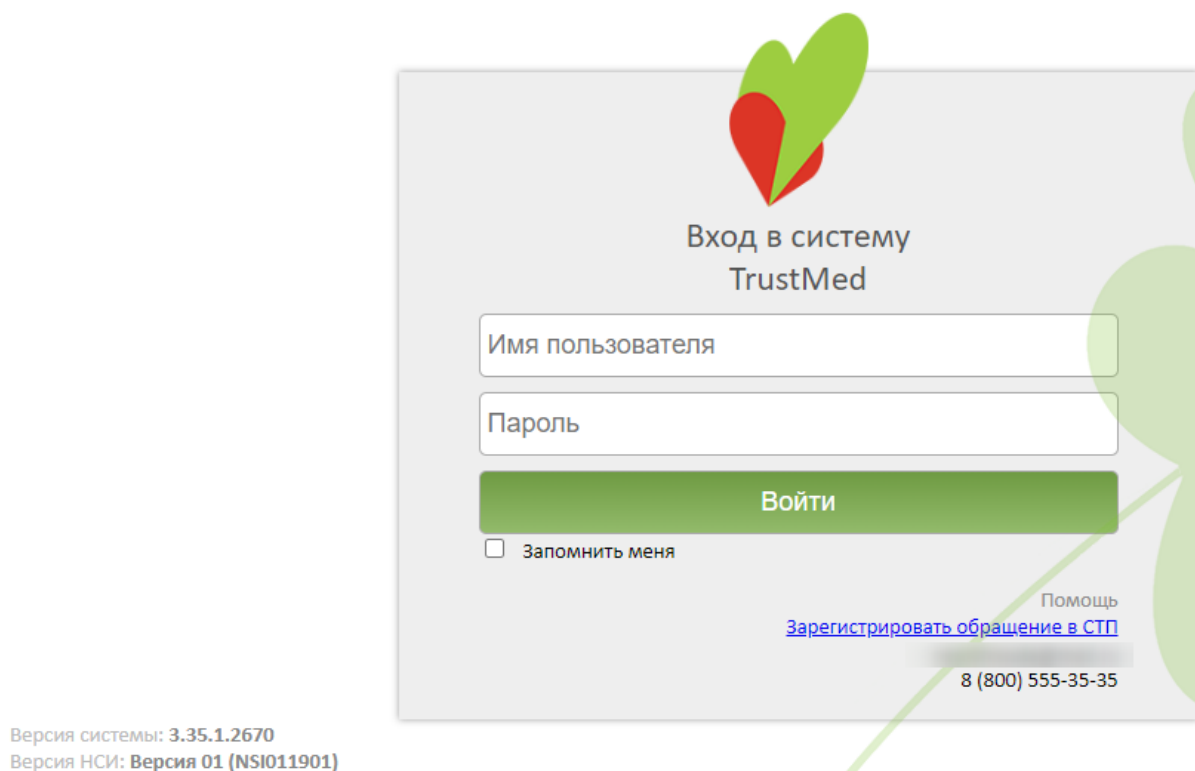 Вход в систему
TrustMed
Имя пользователя
Пароль
Войти
Запомнить меня
Помощь
Зарегистрировать обращение в СТП
8 (800) 555-35-35
Версия системы: 3.35.1.2670
Версия НСИ: Версия 01 (NSI011901)